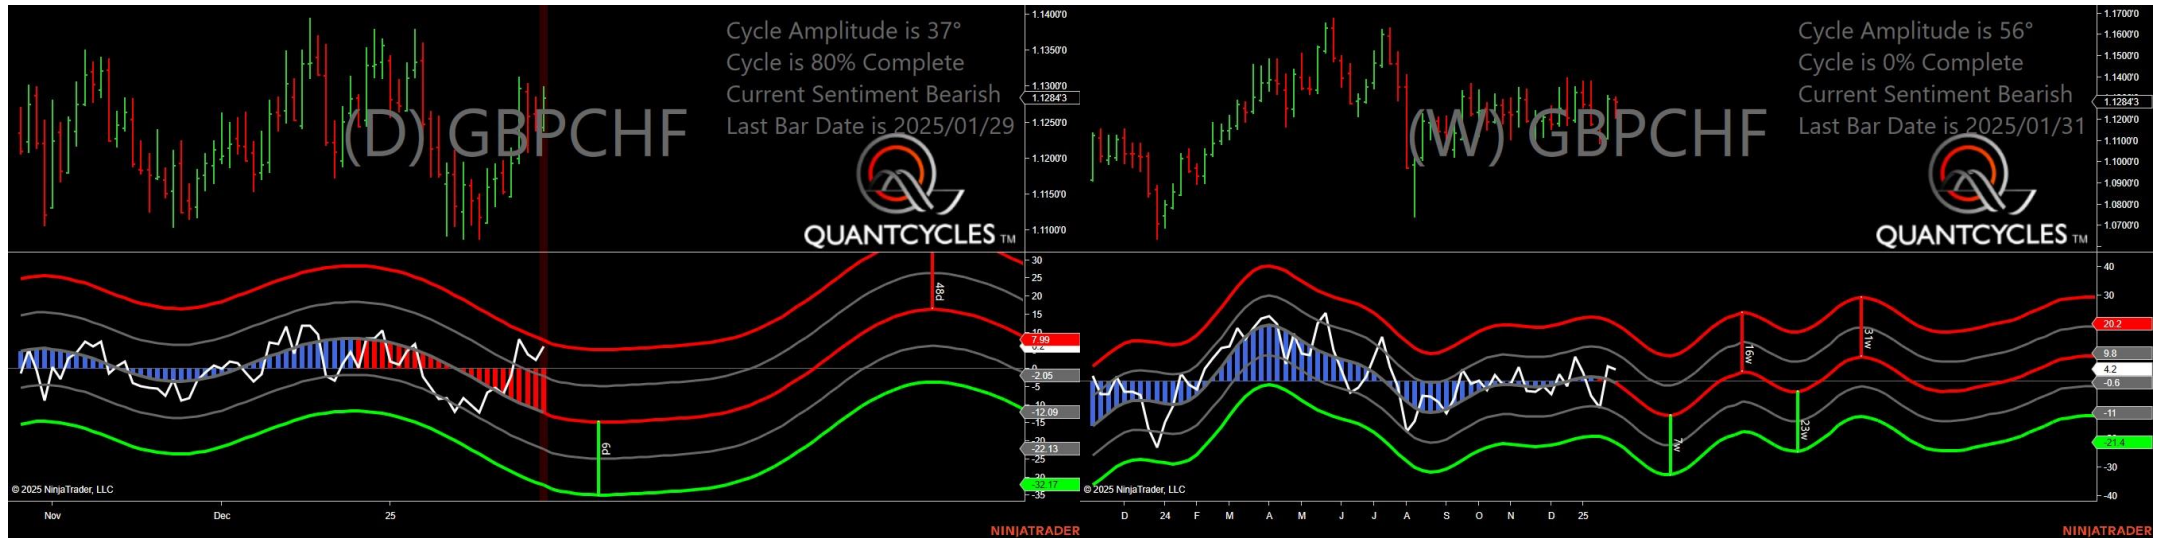 Cycle Amplitude is 37°
Cycle is 80% Complete
Current Sentiment Bearish
Last Bar Date is 2025/01/29
(D) GBPCHF
QUANTCYCLES TM
1.1400'0
1.1350'0
1.1300'0
1.1284'3
1.1250'0
1.1200'0
1.1150'0
1.1100'0
30
25
20
15
10
7.99
0
-2.05
-5
-10
-12.09
-15
-20
-22.13
-25
-32.17
-35
48d
6d
© 2025 NinjaTrader, LLC
Nov
Dec
25
NINJATRADER
Cycle Amplitude is 56°
Cycle is 0% Complete
Current Sentiment Bearish
Last Bar Date is 2025/01/31
(W) GBPCHF
QUANTCYCLES TM
1.1700'0
1.1600'0
1.1500'0
1.1400'0
1.1284'3
1.1200'0
1.1100'0
1.1000'0
1.0900'0
1.0800'0
1.0700'0
40
30
20.2
9.8
4.2
-0.6
-11
-21.4
-30
-40
7w
16w
23w
31w
© 2025 NinjaTrader, LLC
D
24
F
M
A
M
J
J
A
S
O
N
D
25
NINJATRADER